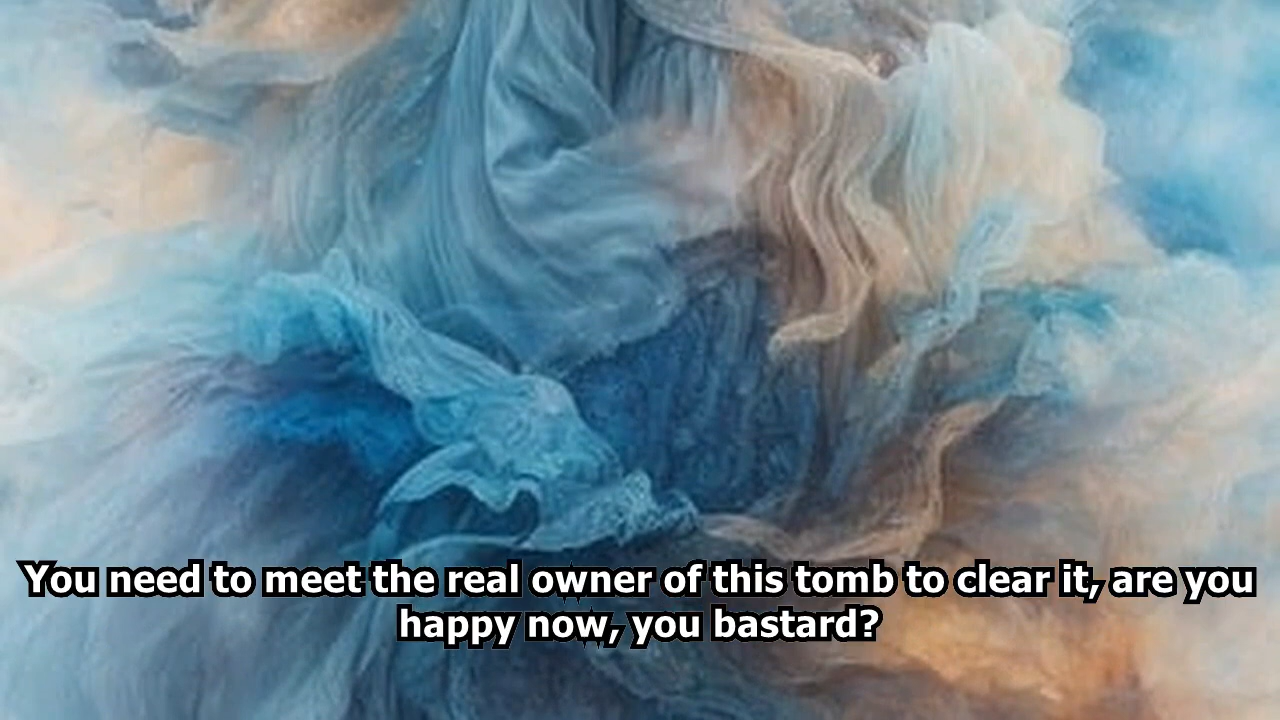 You need to meet the real owner of this tomb to clear it, are you
happy now, you bastard?